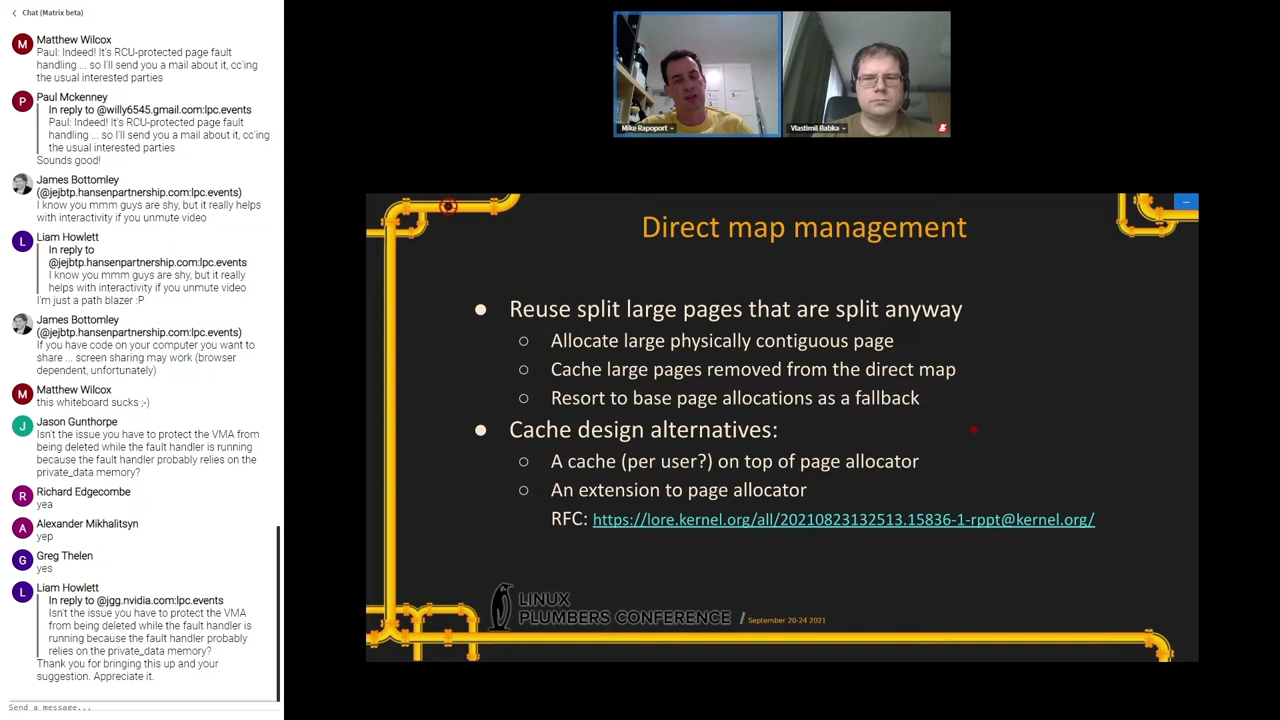 Chat (Matrix beta)
M
Matthew Wilcox
Paul: Indeed! It's RCU-protected page fault
handling ... so I'll send you a mail about it, cc'ing
the usual interested parties
P
Paul Mckenney
In reply to @willy6545.gmail.com:lpc.events
Paul: Indeed! It's RCU-protected page fault
handling ... so I'll send you a mail about it, cc'ing
the usual interested parties
Sounds good!
James Bottomley
(@jejbtp.hansenpartnership.com:lpc.events)
I know you mmm guys are shy, but it really helps
with interactivity if you unmute video
L
Liam Howlett
In reply to
@jejbtp.hansenpartnership.com:lpc.events
I know you mmm guys are shy, but it really
helps with interactivity if you unmute video
I'm just a path blazer :P
James Bottomley
(@jejbtp.hansenpartnership.com:lpc.events)
If you have code on your computer you want to
share ... screen sharing may work (browser
dependent, unfortunately)
M
Matthew Wilcox
this whiteboard sucks ;-)
J
Jason Gunthorpe
Isn't the issue you have to protect the VMA from
being deleted while the fault handler is running
because the fault handler probably relies on the
private_data memory?
R
Richard Edgecombe
yea
A
Alexander Mikhalitsyn
yep
G
Greg Thelen
yes
L
Liam Howlett
In reply to @jgg.nvidia.com:lpc.events
Isn't the issue you have to protect the VMA
from being deleted while the fault handler is
running because the fault handler probably
relies on the private_data memory?
Thank you for bringing this up and your
suggestion. Appreciate it.
Send a message...
Mike Rapoport
Vlastimil Babka
Direct map management
● Reuse split large pages that are split anyway
○ Allocate large physically contiguous page
○ Cache large pages removed from the direct map
○ Resort to base page allocations as a fallback
● Cache design alternatives:
○ A cache (per user?) on top of page allocator
○ An extension to page allocator
RFC: https://lore.kernel.org/all/20210823132513.15836-1-rppt@kernel.org/
LINUX
PLUMBERS CONFERENCE / September 20-24 2021